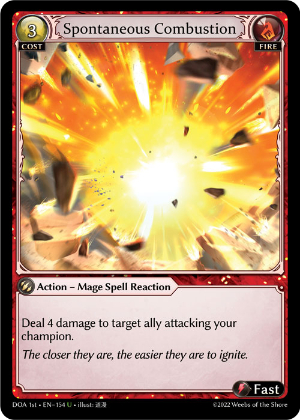 3
COST
Spontaneous Combustion
FIRE
Action – Mage Spell Reaction
Deal 4 damage to target ally attacking your
champion.
The closer they are, the easier they are to ignite.
Fast
DOA 1st • EN-154 U • illust:
©2022 Weebs of the Shore